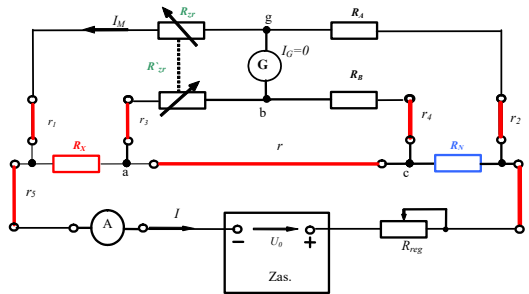 I_M R_zr g R_A
G I_G=0
R`_zr R_B
b
r_1 r_3 r_4 r_2
R_X r R_N
a c
r_5
A I U_0 R_reg
− +
Zas.